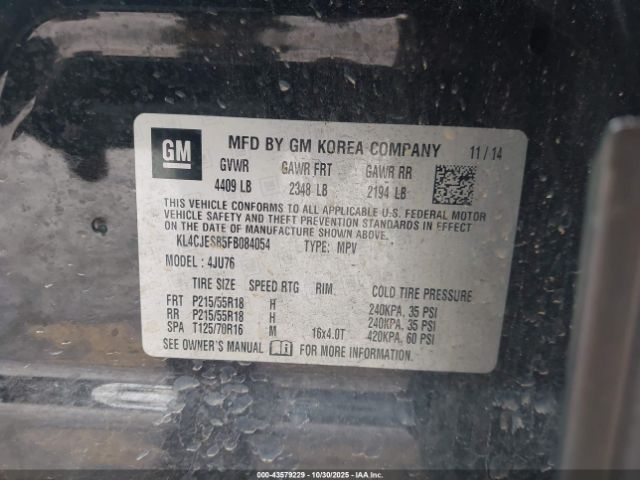 GM
MFD BY GM KOREA COMPANY 11 / 14
GVWR GAWR FRT GAWR RR
4409 LB 2348 LB 2194 LB
THIS VEHICLE CONFORMS TO ALL APPLICABLE U.S. FEDERAL MOTOR
VEHICLE SAFETY AND THEFT PREVENTION STANDARDS IN EFFECT
ON THE DATE OF MANUFACTURE SHOWN ABOVE.
KL4CJESB5FB084054 TYPE: MPV
MODEL : 4JU76
TIRE SIZE SPEED RTG RIM COLD TIRE PRESSURE
FRT P215/55R18 H 240KPA, 35 PSI
RR P215/55R18 H 240KPA, 35 PSI
SPA T125/70R16 M 16x4.0T 420KPA, 60 PSI
SEE OWNER'S MANUAL i FOR MORE INFORMATION.
000-43579229 - 10/30/2025 - IAA, Inc.